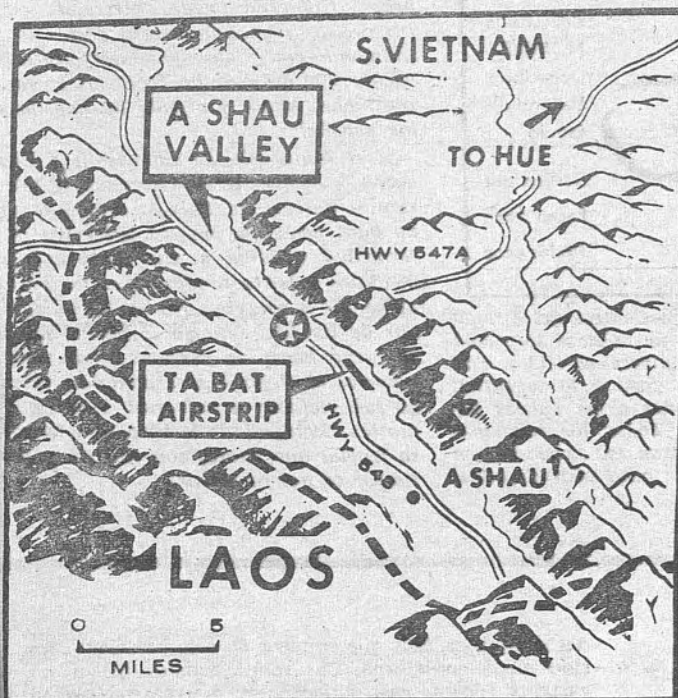 S.VIETNAM
A SHAU
VALLEY
TO HUE
HWY 547A
TA BAT
AIRSTRIP
HWY 548
A SHAU
LAOS
0 5
MILES